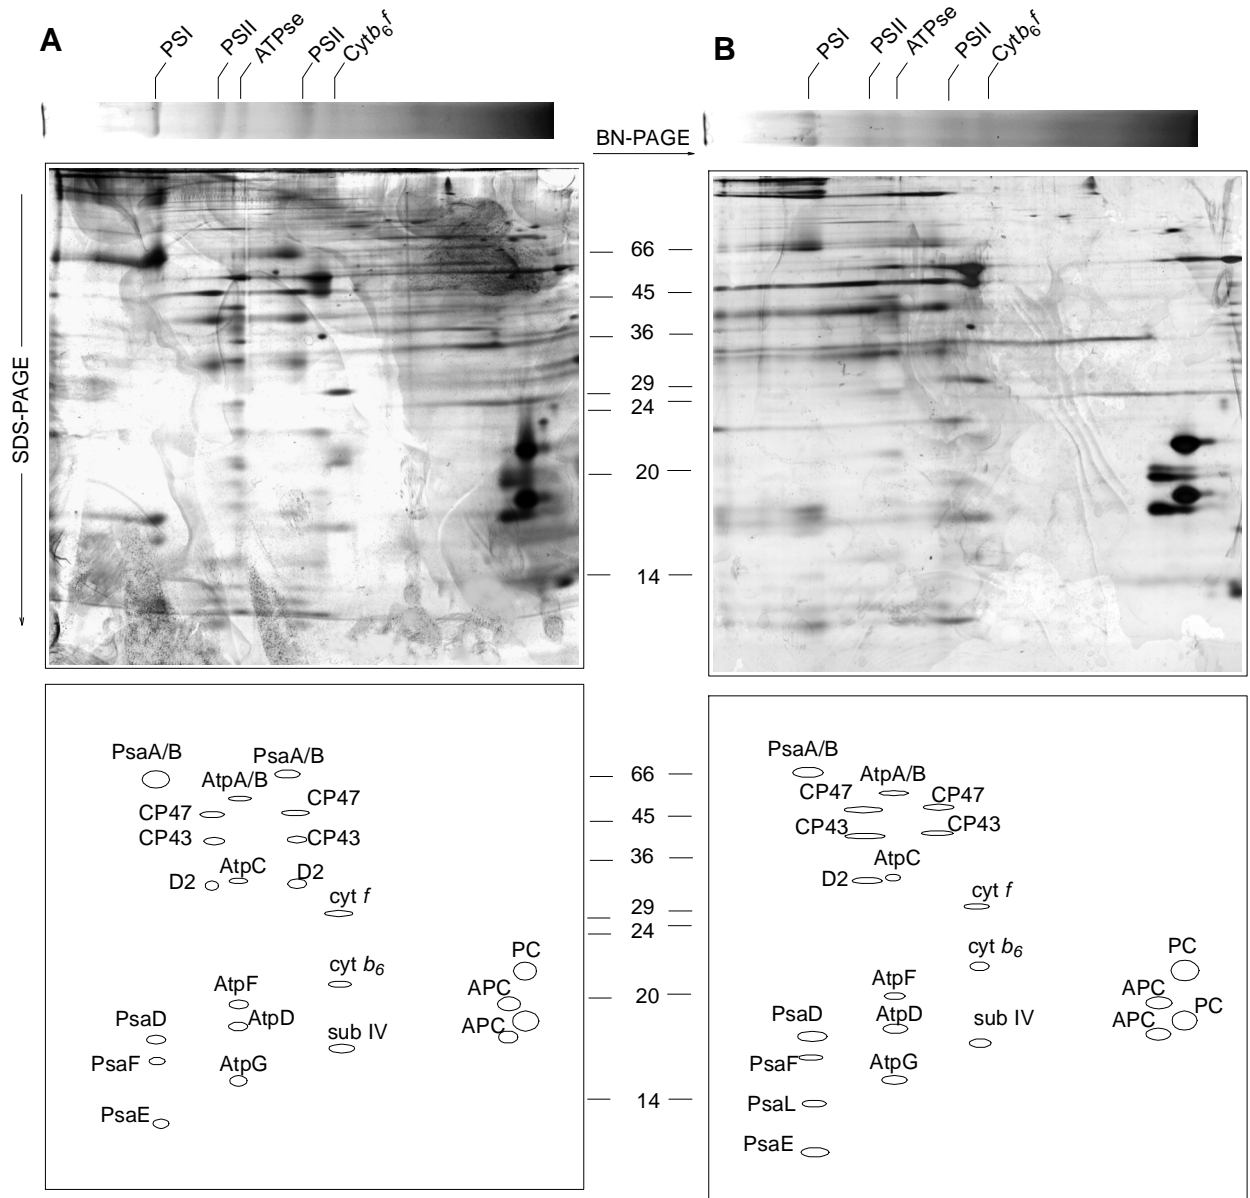 A
PSI
PSII
ATPse
PSII
Cytb6f
B
PSI
PSII
ATPse
PSII
Cytb6f
BN-PAGE
SDS-PAGE
66
45
36
29
24
20
14
PsaA/B
PsaA/B
AtpA/B
CP47
CP47
CP43
CP43
AtpC
D2
D2
cyt f
cyt b6
PC
AtpF
APC
PsaD
AtpD
APC
sub IV
PsaF
AtpG
PsaE
66
45
36
29
24
20
14
PsaA/B
AtpA/B
CP47
CP47
CP43
CP43
AtpC
D2
cyt f
cyt b6
PC
AtpF
APC
PsaD
AtpD
sub IV
APC
PC
PsaF
AtpG
PsaL
PsaE